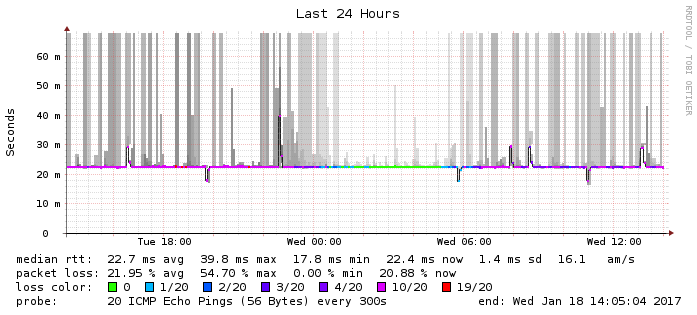 Last 24 Hours
RRDTOOL / TOBI OETIKER
Seconds
60 m
50 m
40 m
30 m
20 m
10 m
0
Tue 18:00 Wed 00:00 Wed 06:00 Wed 12:00
median rtt: 22.7 ms avg 39.8 ms max 17.8 ms min 22.4 ms now 1.4 ms sd 16.1 am/s
packet loss: 21.95 % avg 54.70 % max 0.00 % min 20.88 % now
loss color: 0 1/20 2/20 3/20 4/20 10/20 19/20
probe: 20 ICMP Echo Pings (56 Bytes) every 300s end: Wed Jan 18 14:05:04 2017